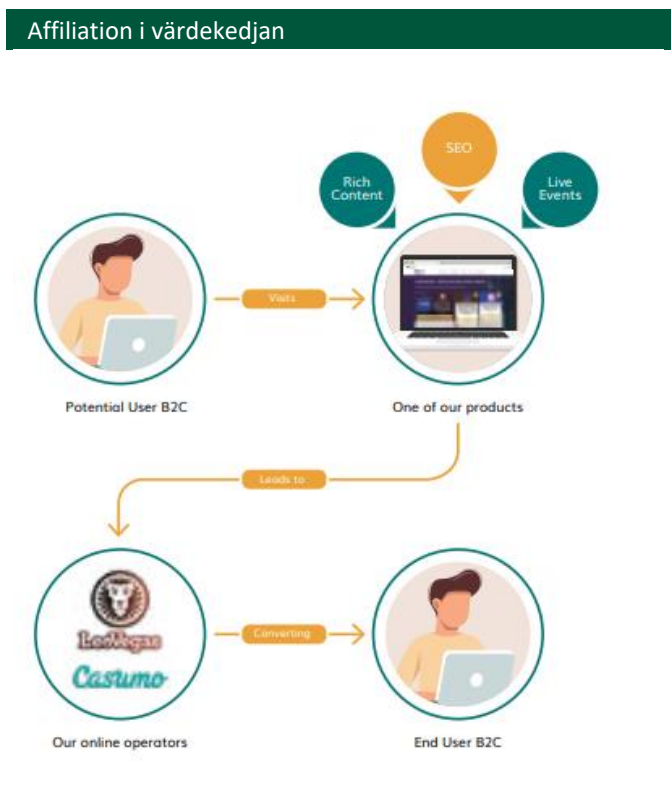 Affiliation i värdekedjan
SEO
Rich
Content
Live
Events
Visits
Potential User B2C
One of our products
Leads to
LeoVegas
Casumo
Converting
Our online operators
End User B2C